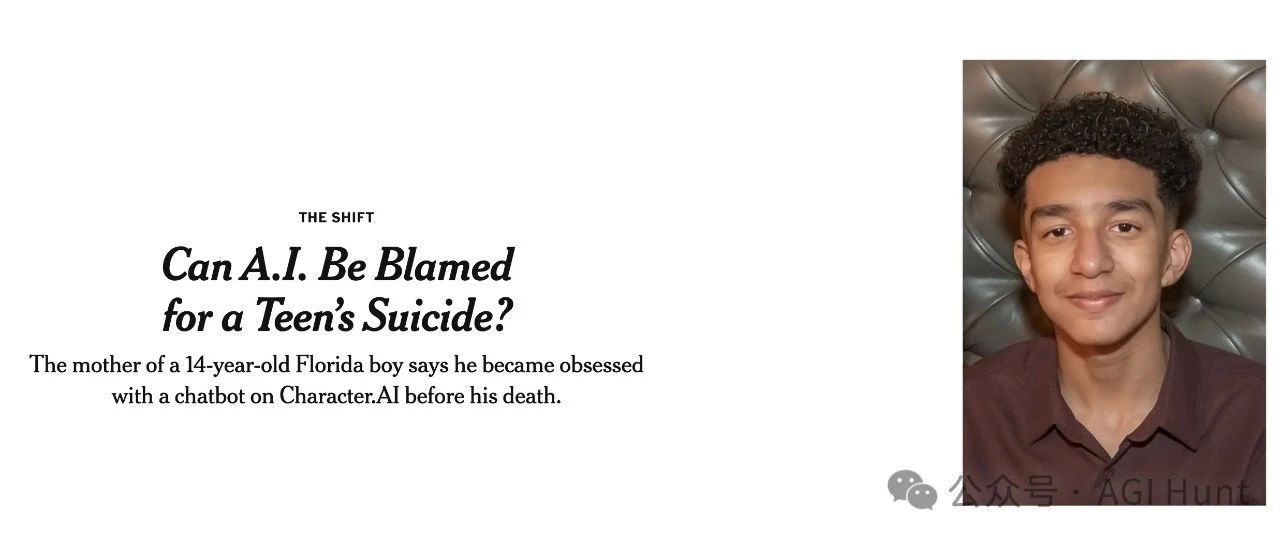 THE SHIFT
Can A.I. Be Blamed
for a Teen's Suicide?
The mother of a 14-year-old Florida boy says he became obsessed
with a chatbot on Character.AI before his death.
公众号 · AGI Hunt